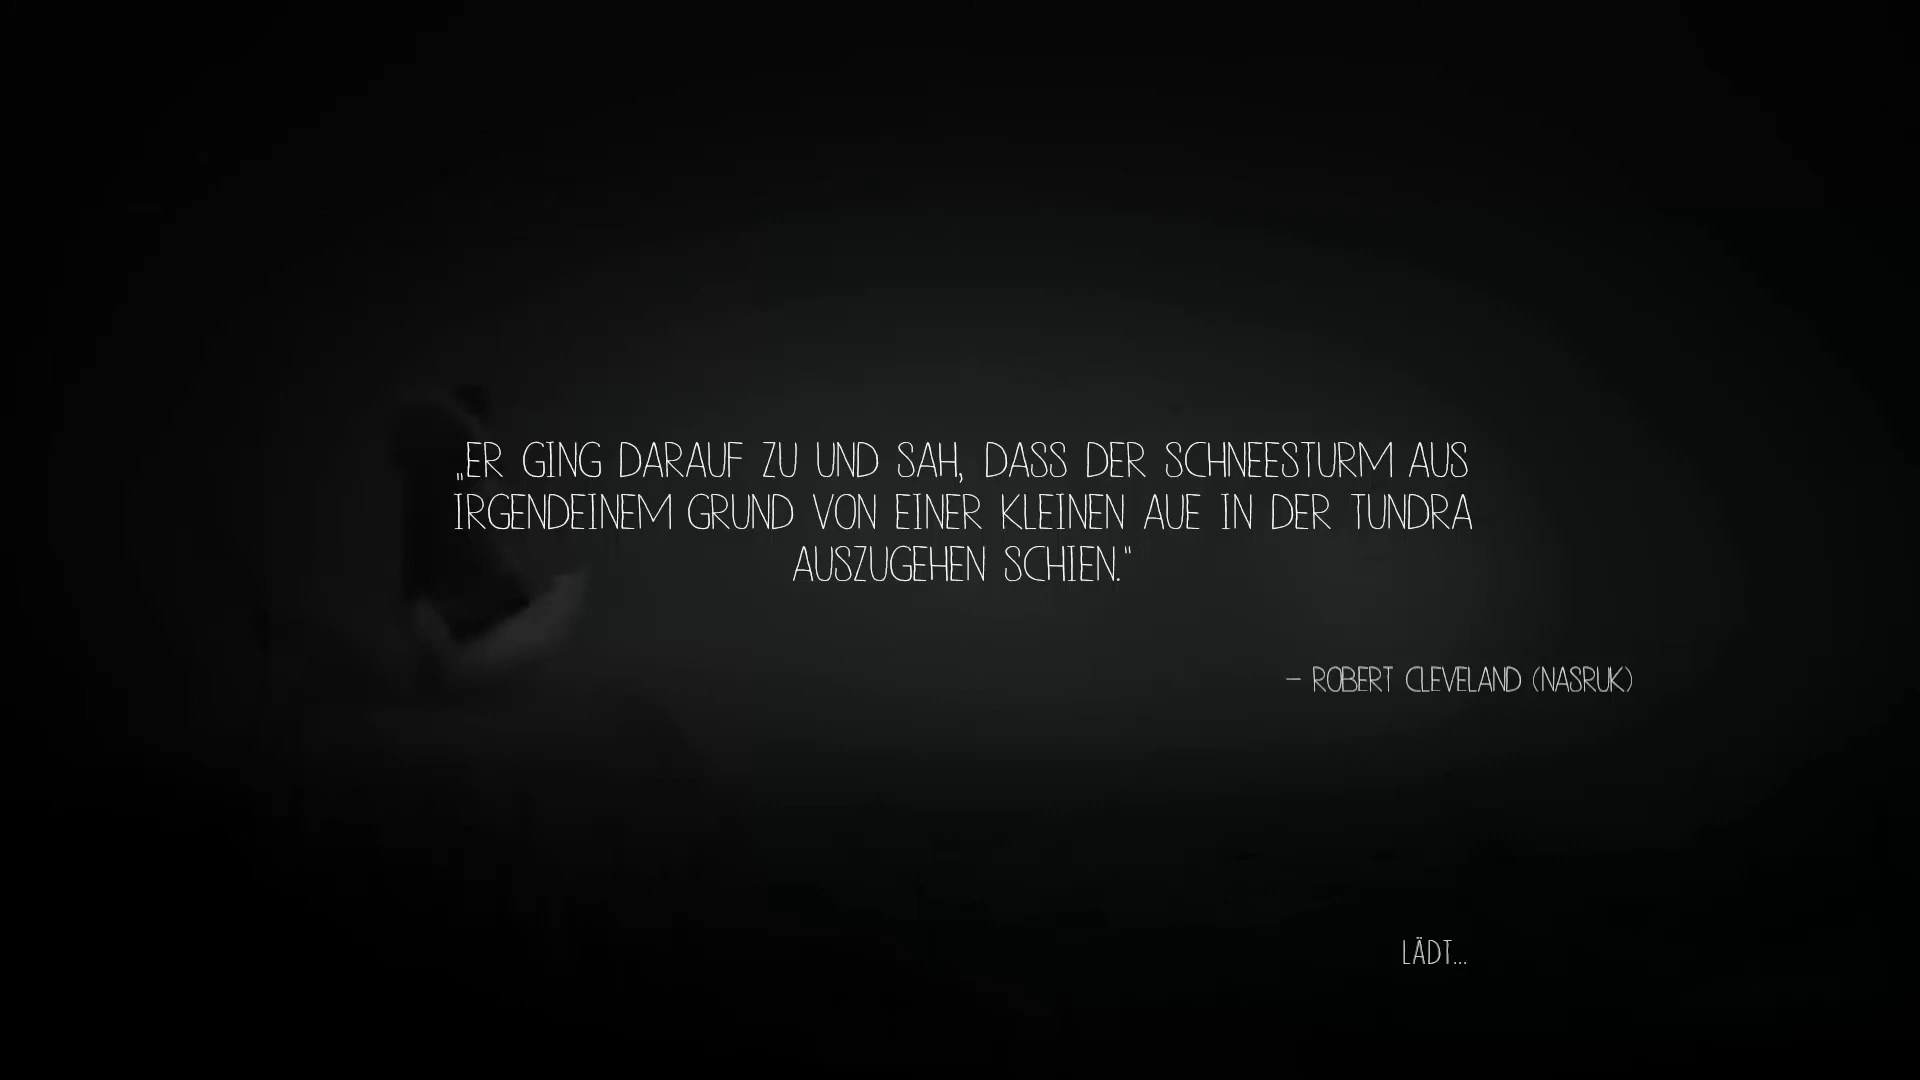 „ER GING DARAUF ZU UND SAH, DASS DER SCHNEESTURM AUS
IRGENDEINEM GRUND VON EINER KLEINEN AUE IN DER TUNDRA
AUSZUGEHEN SCHIEN."
– ROBERT CLEVELAND (NASRUK)
LÄDT...